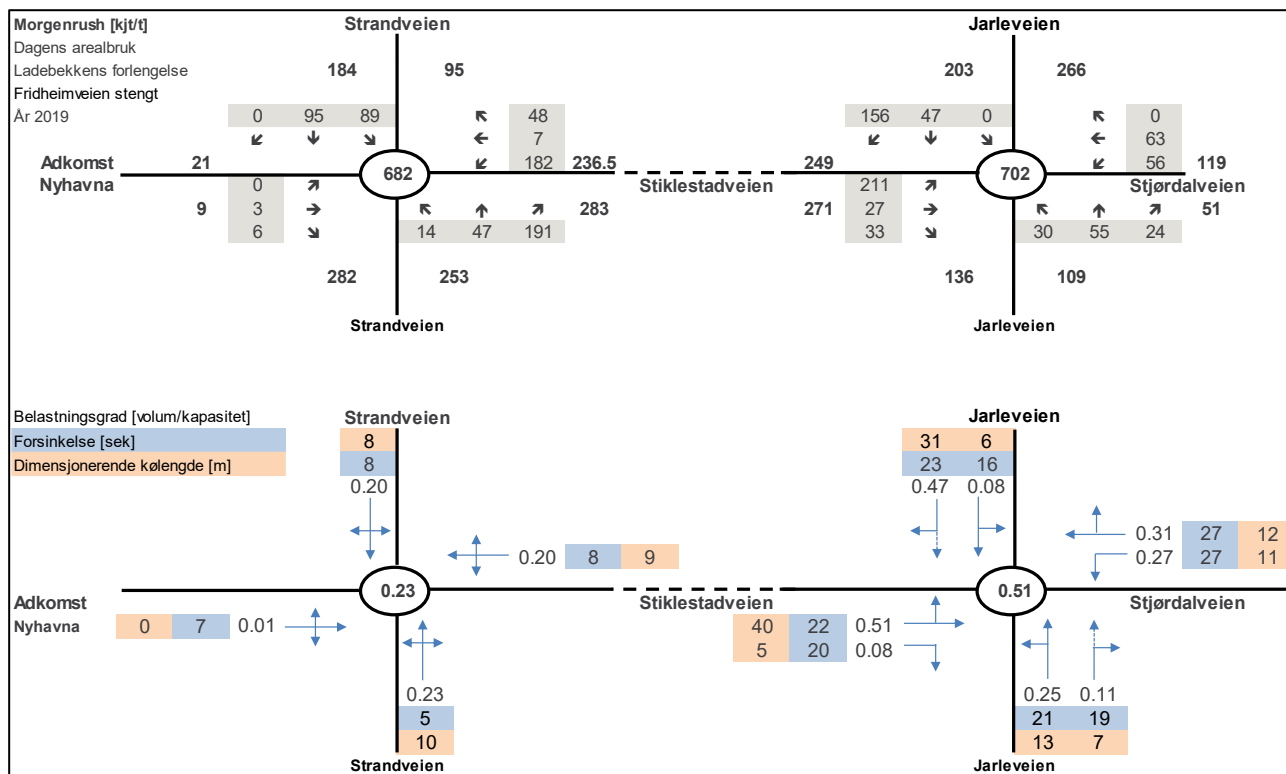 Morgenrush [kjt/t] Strandveien Jarleveien
Dagens arealbruk
Ladebekkens forlengelse 184 95 203 266
Fridheimveien stengt
År 2019 0 95 89 48 156 47 0 0
7 63
Adkomst 21 682 182 236.5 249 702 56 119
Nyhavna 0 Stiklestadveien 211 Stjørdalveien
9 3 283 271 27 51
6 14 47 191 33 30 55 24
282 253 136 109
Strandveien Jarleveien
Belastningsgrad [volum/kapasitet] Strandveien Jarleveien
Forsinkelse [sek] 8 31 6
Dimensjonerende kølengde [m] 8 23 16
0.20 0.47 0.08
0.31 27 12
0.20 8 9 0.27 27 11
0.23 0.51
Adkomst Stiklestadveien Stjørdalveien
Nyhavna 0 7 0.01 40 22 0.51
5 20 0.08
0.23 0.25 0.11
5 21 19
10 13 7
Strandveien Jarleveien